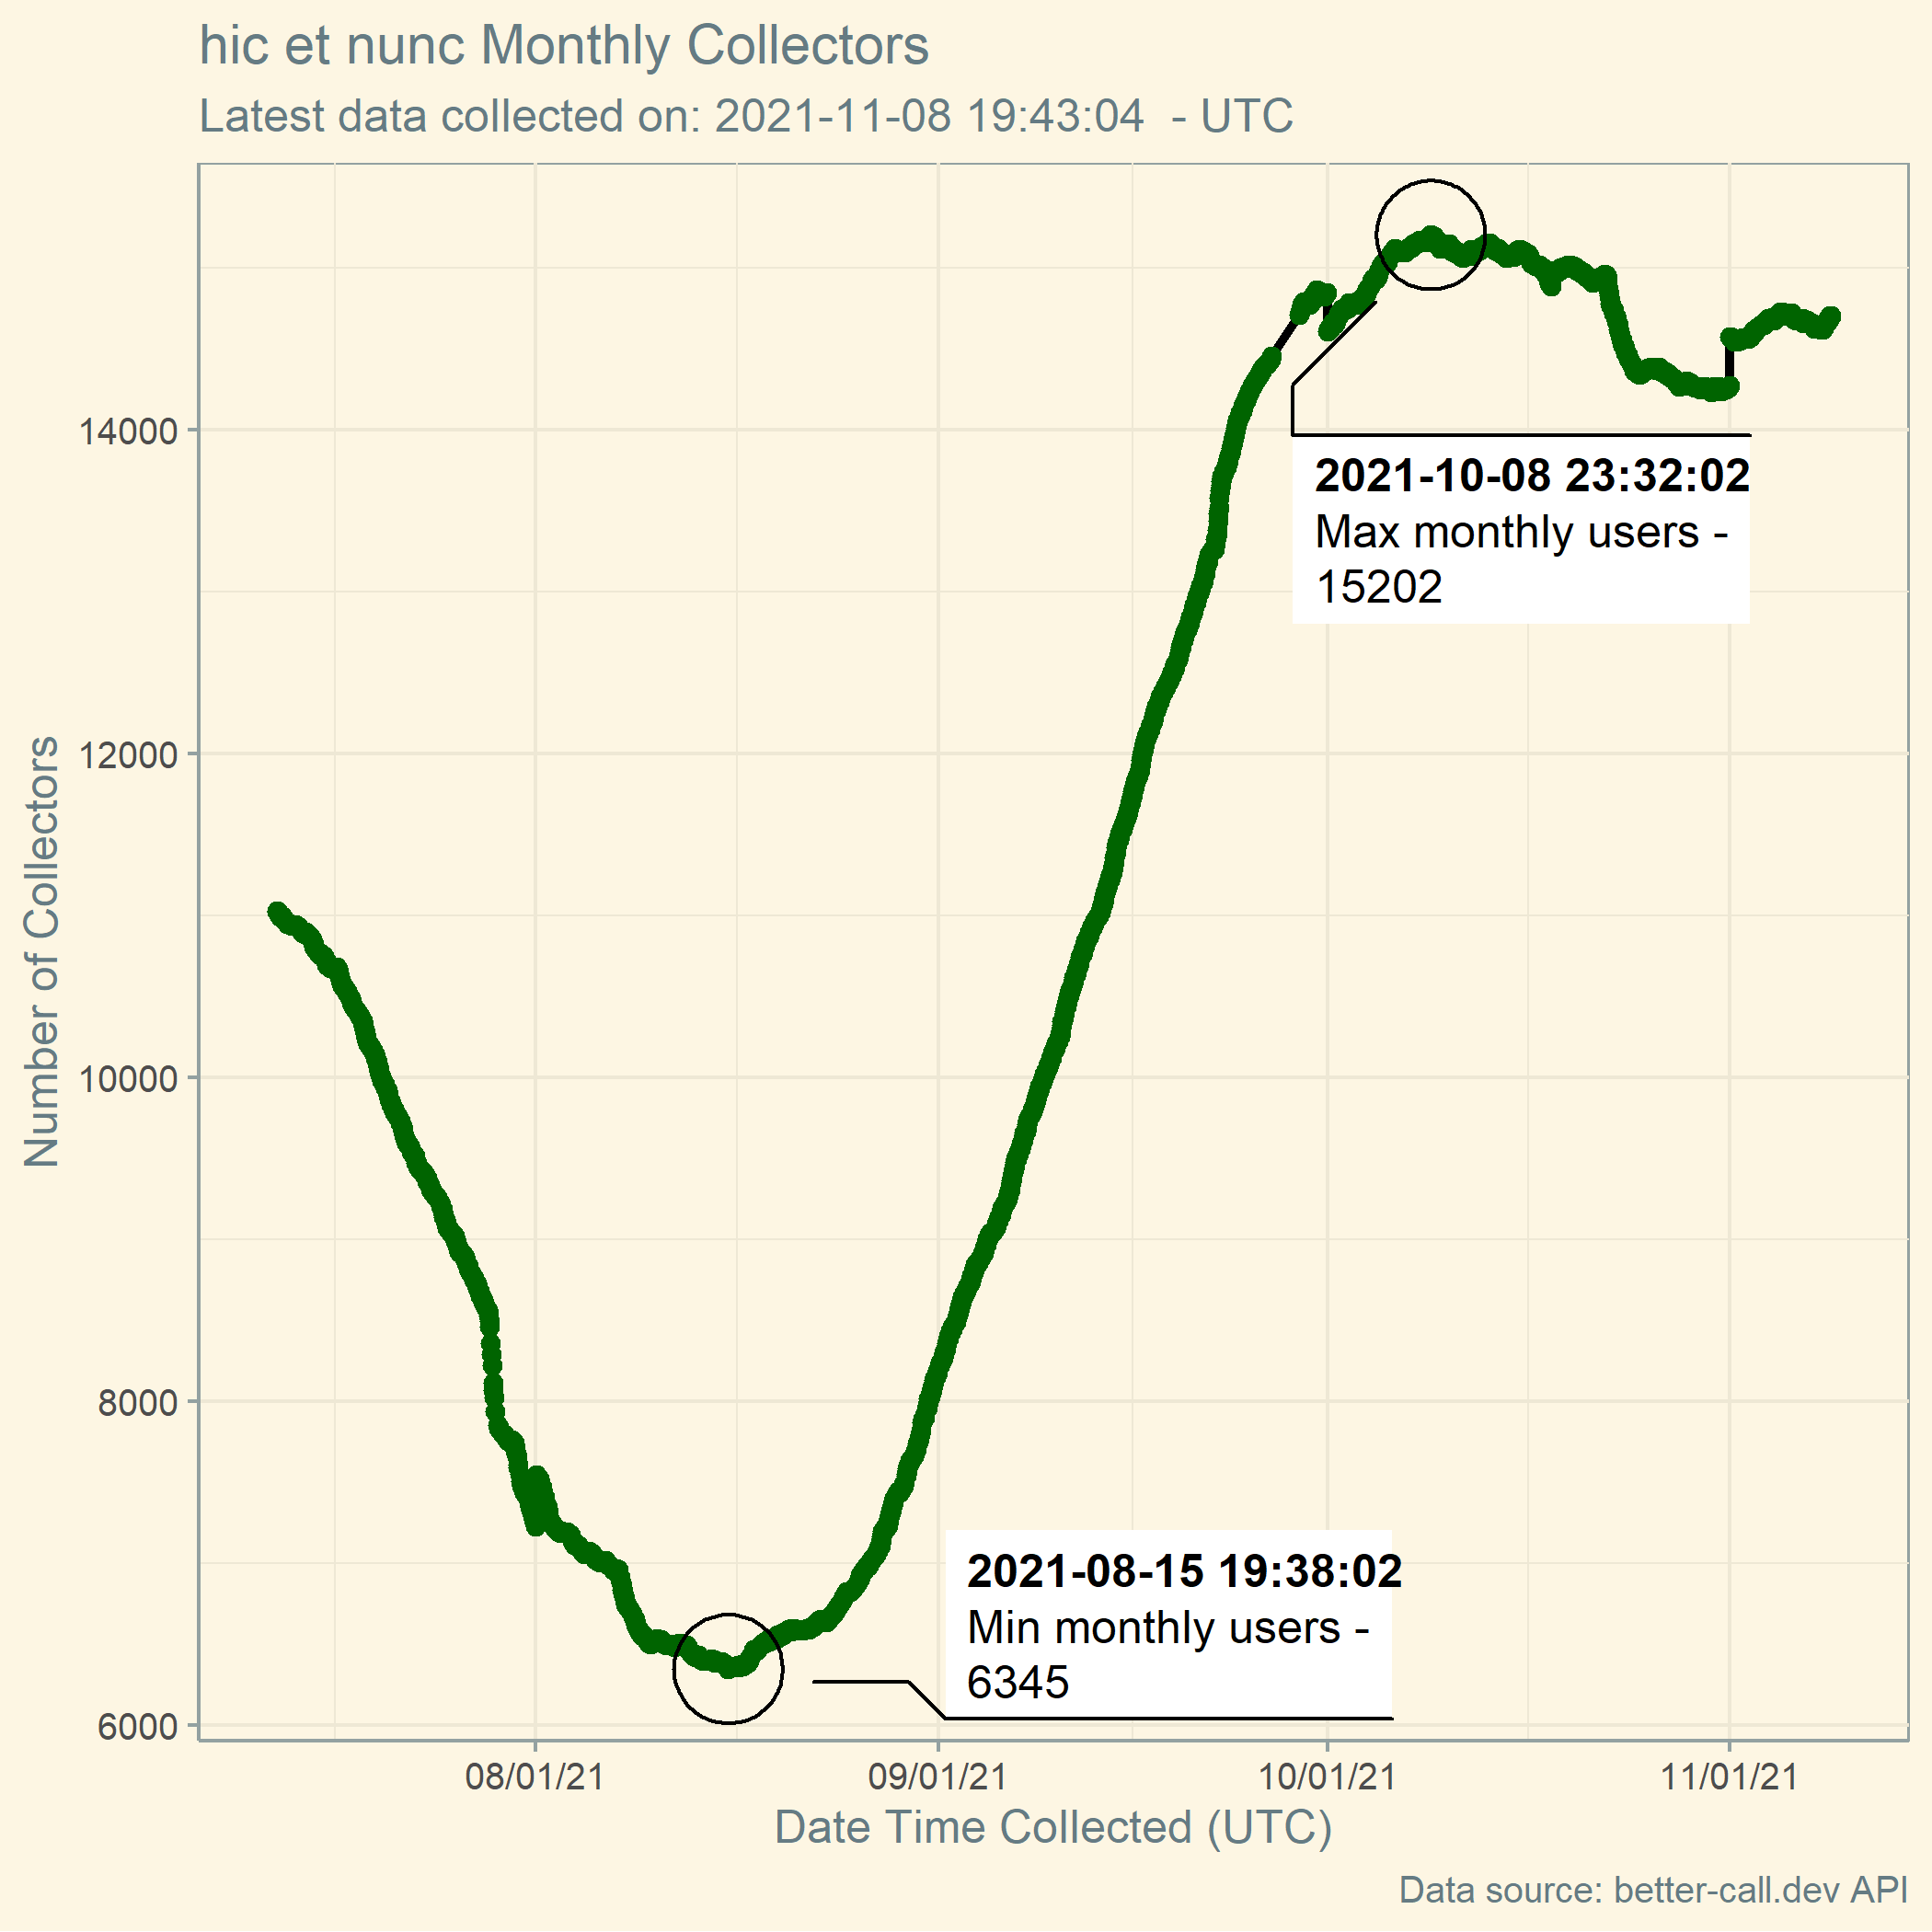 hic et nunc Monthly Collectors
Latest data collected on: 2021-11-08 19:43:04  - UTC
Number of Collectors
14000
12000
10000
8000
6000
2021-10-08 23:32:02
Max monthly users -
15202
2021-08-15 19:38:02
Min monthly users -
6345
08/01/21
09/01/21
10/01/21
11/01/21
Date Time Collected (UTC)
Data source: better-call.dev API